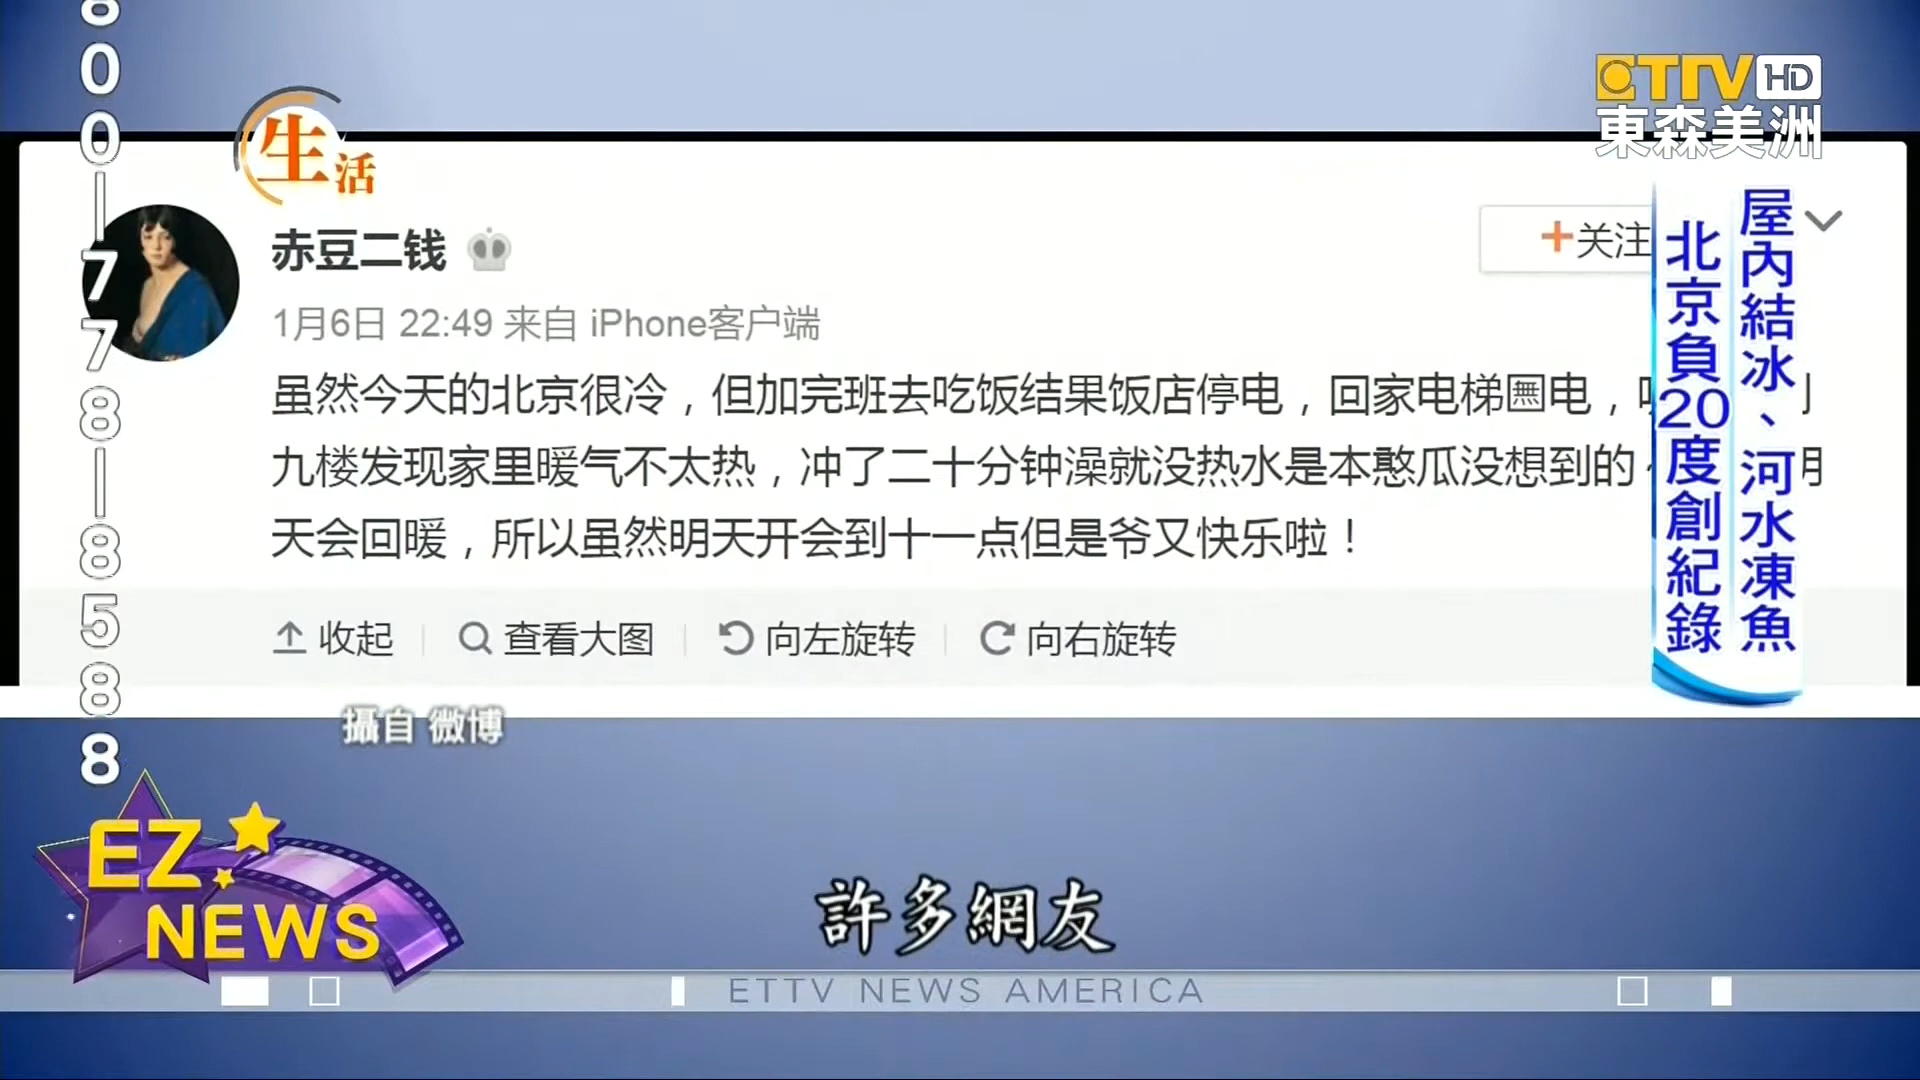 800-778-8588
生活
ETTV HD
東森美洲
赤豆二钱
+关注
1月6日 22:49 来自 iPhone客户端
虽然今天的北京很冷，但加完班去吃饭结果饭店停电，回家电梯圖电，
九楼发现家里暖气不太热，冲了二十分钟澡就没热水是本憨瓜没想到的
天会回暖，所以虽然明天开会到十一点但是爷又快乐啦！
收起 查看大图 向左旋转 向右旋转
屋內結冰、河水凍魚
北京負20度創紀錄
攝自 微博
EZ NEWS
許多網友
ETTV NEWS AMERICA